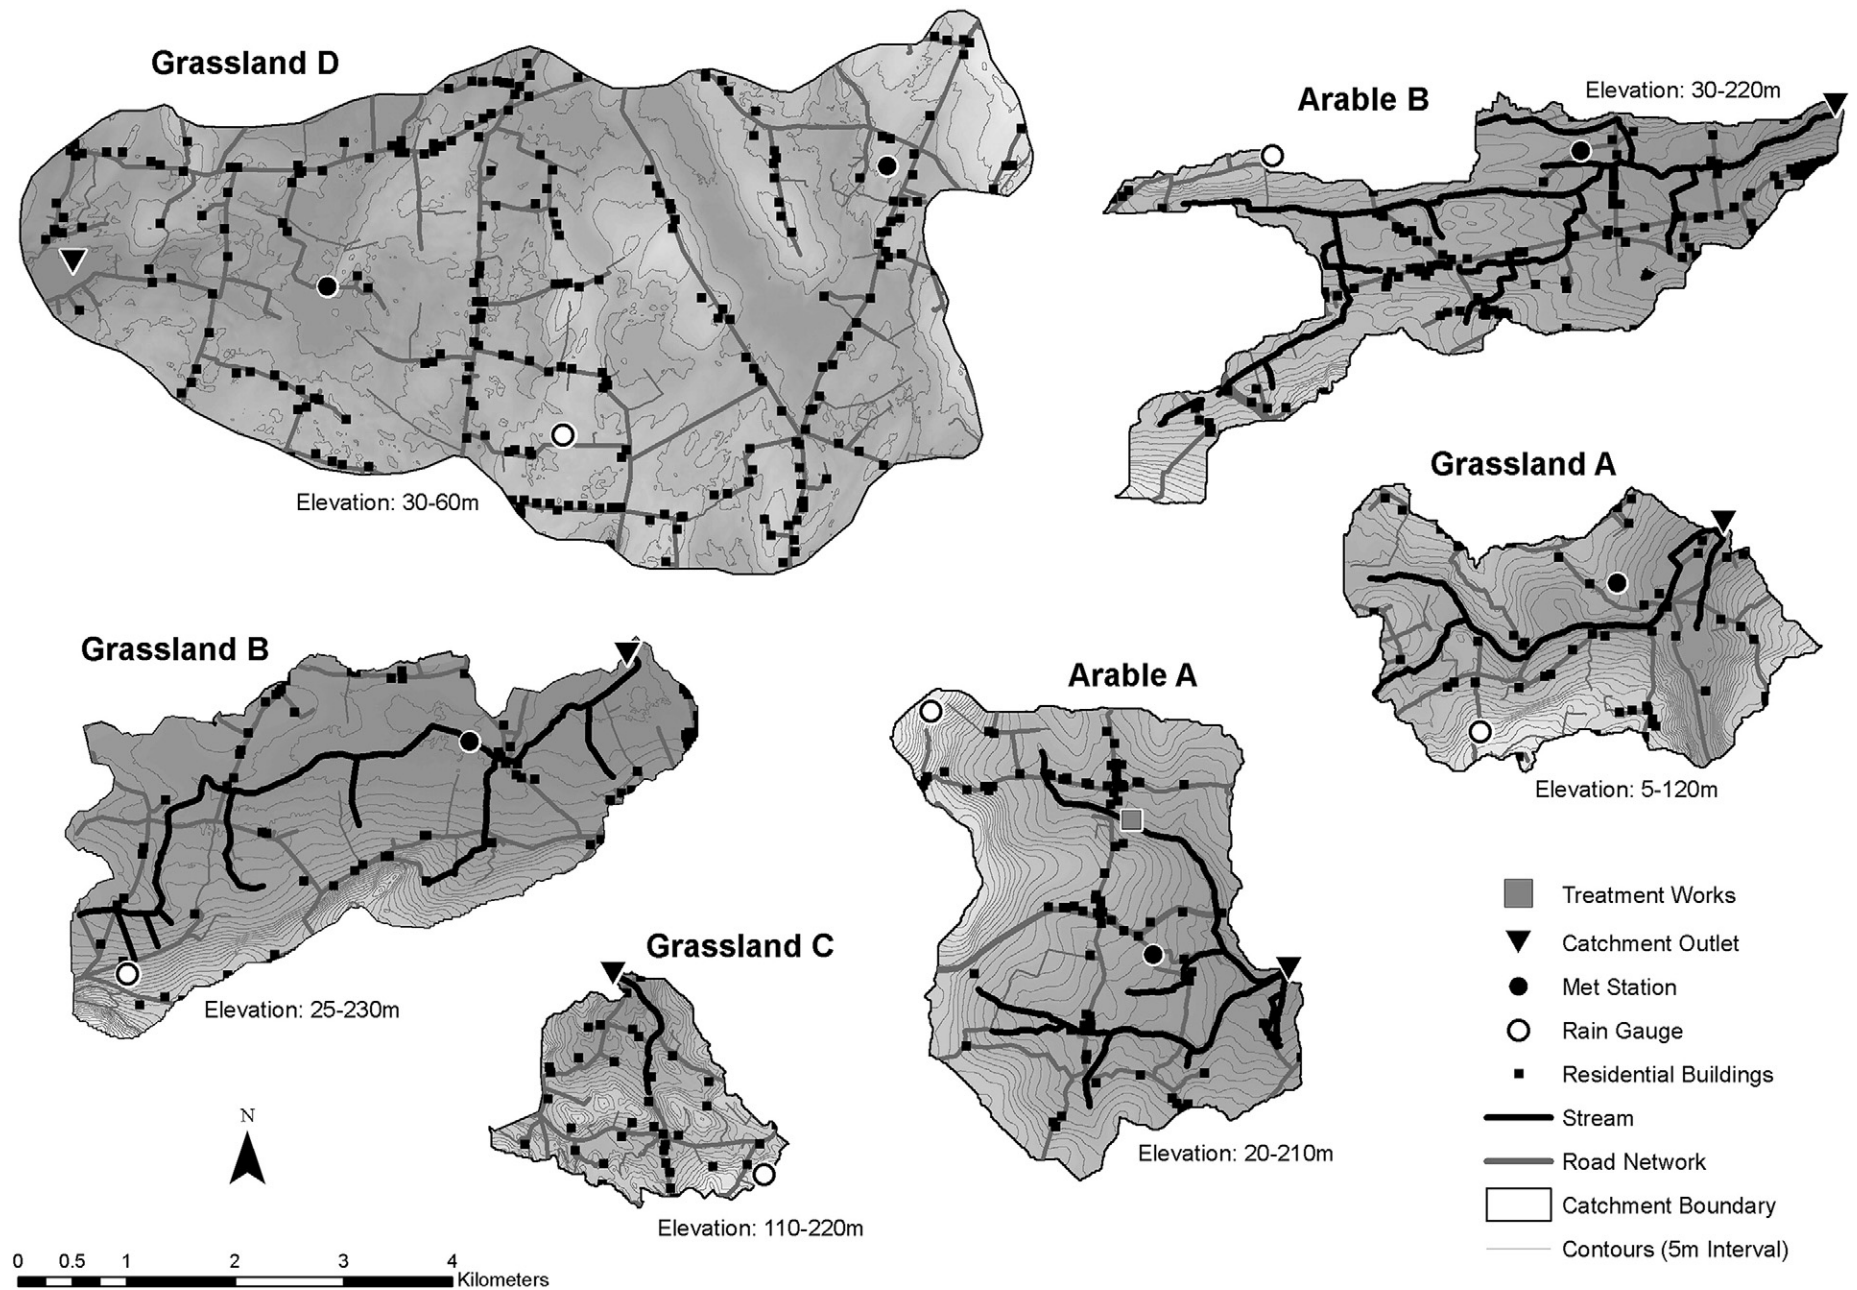 Grassland D
Elevation: 30-60m
Arable B
Elevation: 30-220m
Grassland A
Elevation: 5-120m
Grassland B
Elevation: 25-230m
Arable A
Elevation: 20-210m
Grassland C
Elevation: 110-220m
N
0 0.5 1 2 3 4
Kilometers
Treatment Works
Catchment Outlet
Met Station
Rain Gauge
Residential Buildings
Stream
Road Network
Catchment Boundary
Contours (5m Interval)